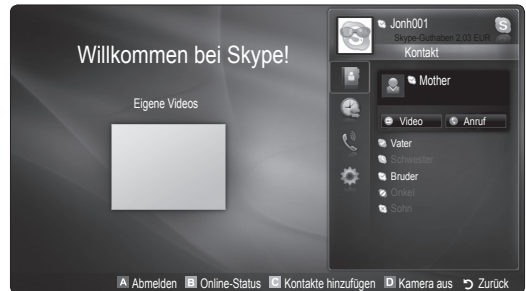 Willkommen bei Skype!
Eigene Videos
Jonh001
Skype-Guthaben 2,03 EUR
Kontakt
Mother
Video
Anruf
Vater
Schwester
Bruder
Onkel
Sohn
A Abmelden B Online-Status C Kontakte hinzufügen D Kamera aus Zurück